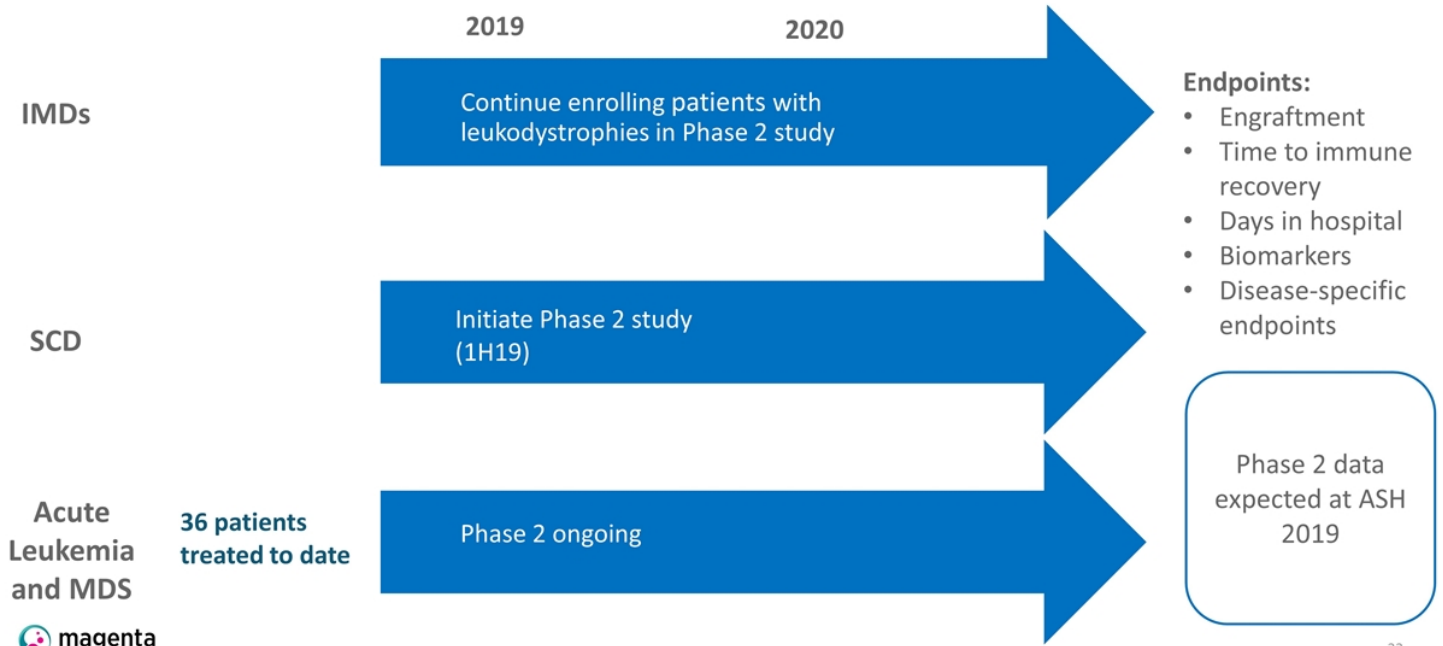 2019
2020
IMDs
Continue enrolling patients with
leukodystrophies in Phase 2 study
Endpoints:
• Engraftment
• Time to immune
recovery
• Days in hospital
• Biomarkers
• Disease-specific
endpoints
SCD
Initiate Phase 2 study
(1H19)
Acute
Leukemia
and MDS
36 patients
treated to date
Phase 2 ongoing
Phase 2 data
expected at ASH
2019
magenta